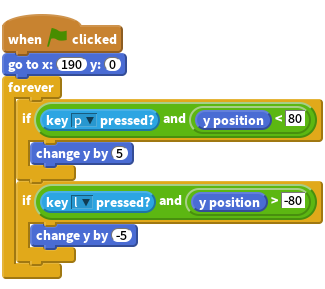 when clicked
go to x: 190 y: 0
forever
if key p pressed? and y position < 80
change y by 5
if key l pressed? and y position > -80
change y by -5